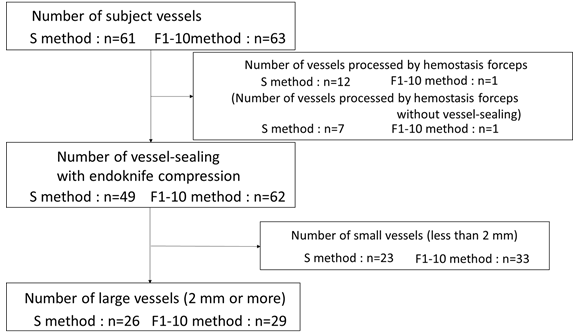 Number of subject vessels
S method : n=61 F1-10method : n=63
Number of vessels processed by hemostasis forceps
S method : n=12 F1-10 method : n=1
(Number of vessels processed by hemostasis forceps
without vessel-sealing)
S method : n=7 F1-10 method : n=1
Number of vessel-sealing
with endoknife compression
S method : n=49 F1-10 method : n=62
Number of small vessels (less than 2 mm)
S method : n=23 F1-10 method : n=33
Number of large vessels (2 mm or more)
S method : n=26 F1-10 method : n=29